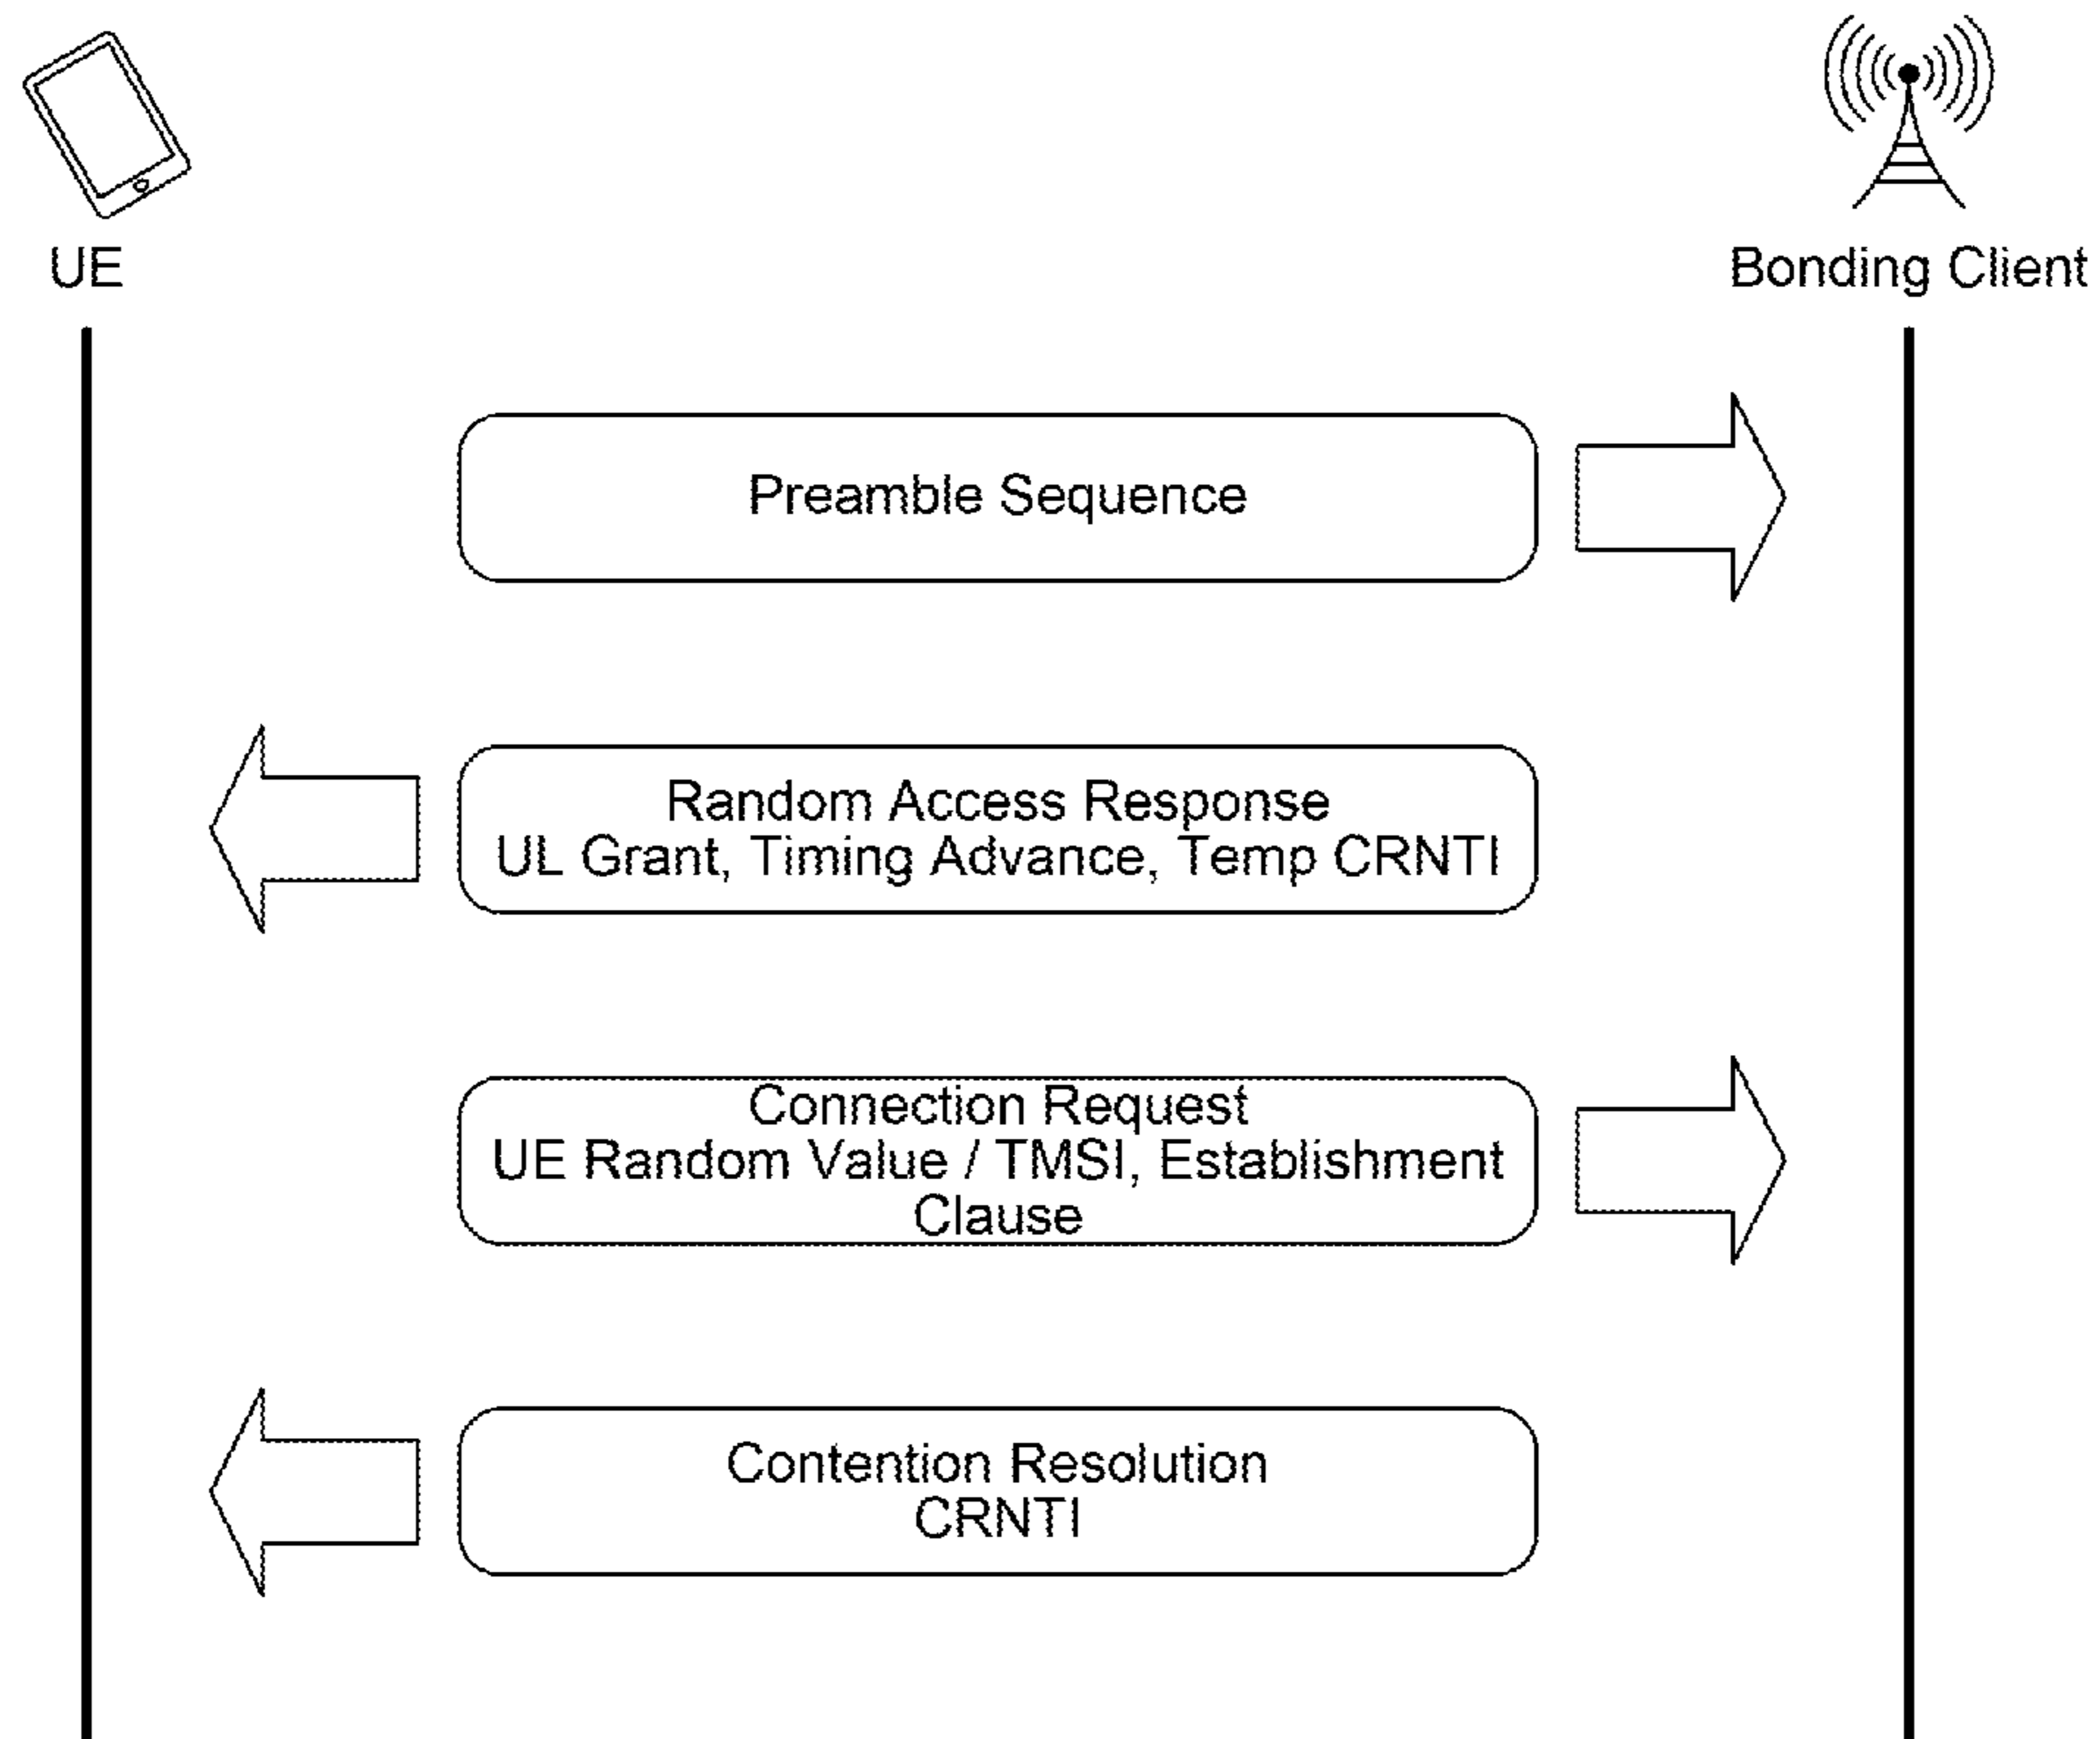 UE
Bonding Client
Preamble Sequence
Random Access Response
UL Grant, Timing Advance, Temp CRNTI
Connection Request
UE Random Value / TMSI, Establishment
Clause
Contention Resolution
CRNTI